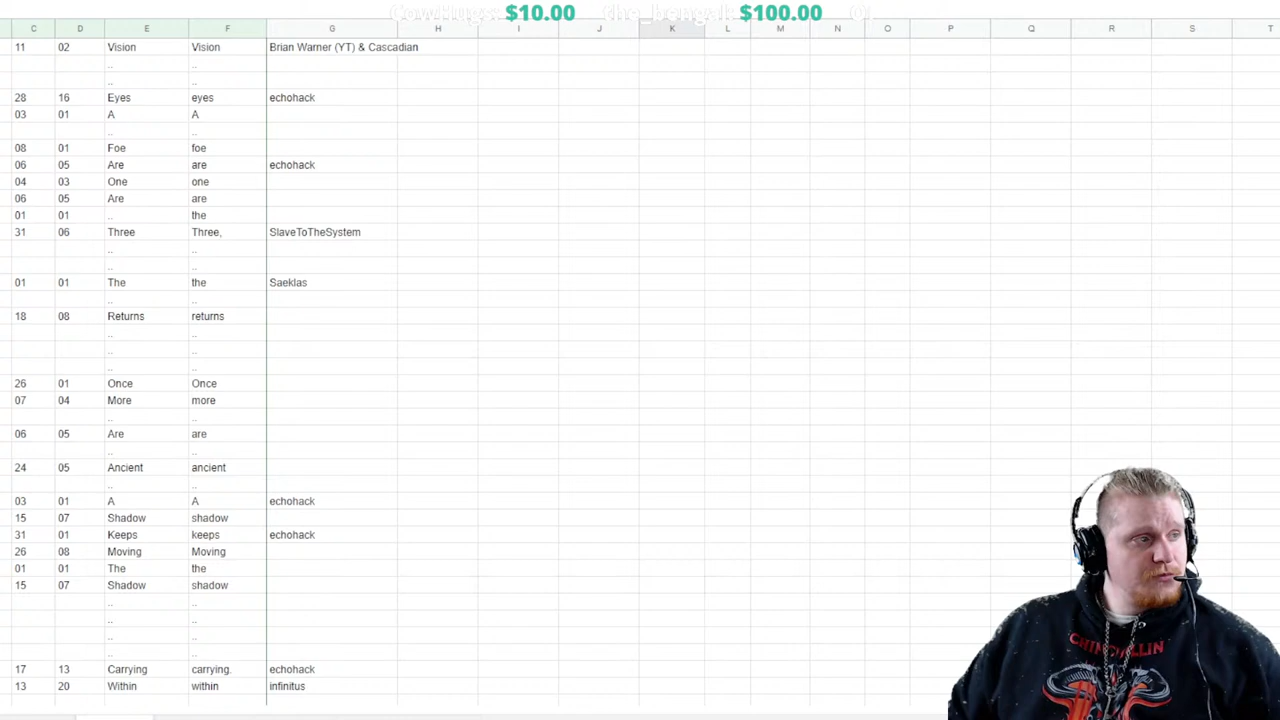 CowHugs: $10.00 the_bengal: $100.00
C D E F G H I J K L M N O P Q R S T
11 02 Vision Vision Brian Warner (YT) & Cascadian
.. ..
.. ..
28 16 Eyes eyes echohack
03 01 A A
.. ..
08 01 Foe foe
06 05 Are are echohack
04 03 One one
06 05 Are are
01 01 .. the
31 06 Three Three, SlaveToTheSystem
.. ..
.. ..
01 01 The the Saeklas
.. ..
18 08 Returns returns
.. ..
.. ..
.. ..
26 01 Once Once
07 04 More more
.. ..
06 05 Are are
.. ..
24 05 Ancient ancient
.. ..
03 01 A A echohack
15 07 Shadow shadow
31 01 Keeps keeps echohack
26 08 Moving Moving
01 01 The the
15 07 Shadow shadow
.. ..
.. ..
.. ..
.. ..
17 13 Carrying carrying. echohack
13 20 Within within infinitus